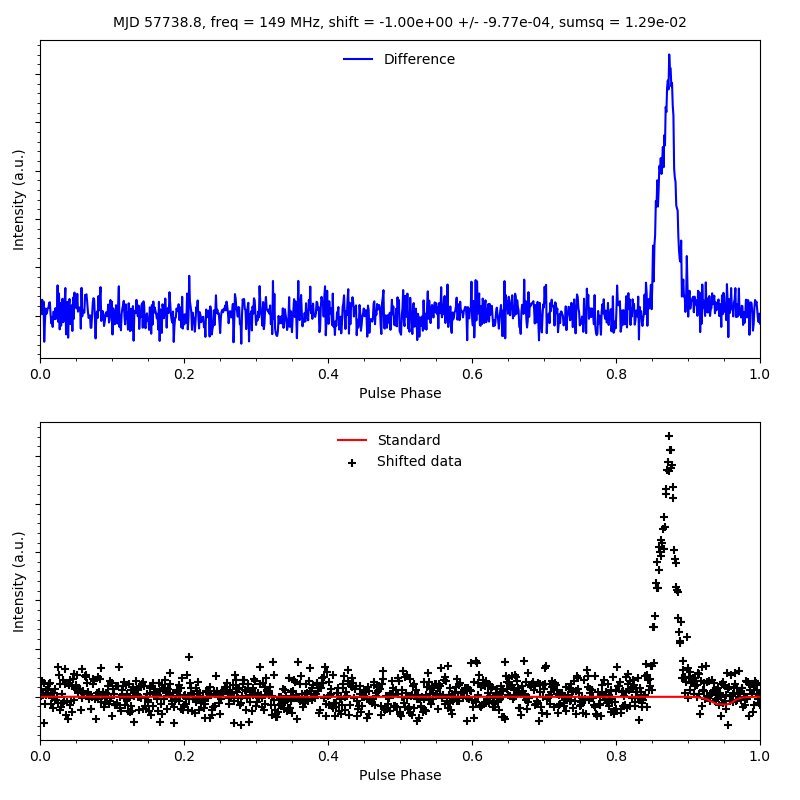 MJD 57738.8, freq = 149 MHz, shift = -1.00e+00 +/- -9.77e-04, sumsq = 1.29e-02
Difference
Intensity (a.u.)
0.0 0.2 0.4 0.6 0.8 1.0
Pulse Phase
Standard
Shifted data
Intensity (a.u.)
0.0 0.2 0.4 0.6 0.8 1.0
Pulse Phase